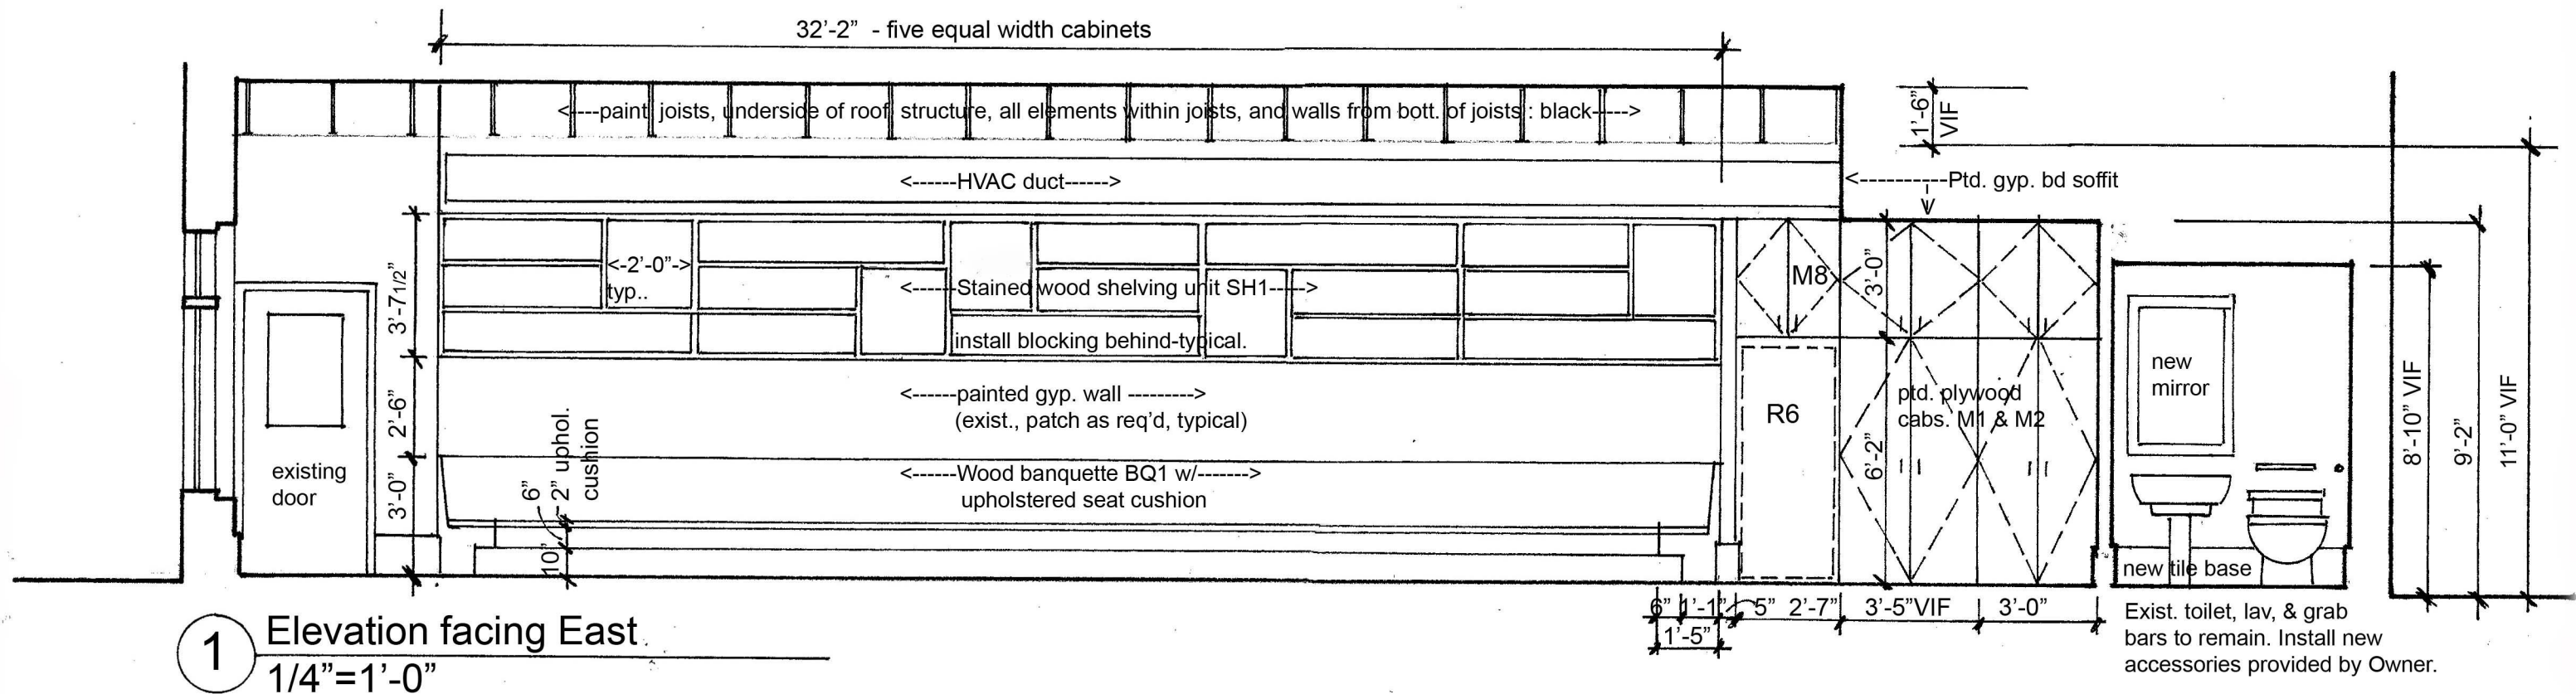 32’-2” - five equal width cabinets
<----paint joists, underside of roof structure, all elements within joists, and walls from bott. of joists : black---->
1’-6”
VIF
<------HVAC duct------>
<-----------Ptd. gyp. bd soffit
3’-71/2”
<-2’-0”->
typ..
<------Stained wood shelving unit SH1----->
install blocking behind-typical.
M8
3’-0”
2’-6”
<------painted gyp. wall --------->
(exist., patch as req’d, typical)
R6
ptd. plywood
cabs. M1 & M2
6’-2”
new
mirror
8’-10” VIF
9’-2”
11’-0” VIF
existing
door
3’-0”
6”
2” uphol.
cushion
10”
<------Wood banquette BQ1 w/------->
upholstered seat cushion
new tile base
6” 1’-1” 5” 2’-7” 3’-5”VIF 3’-0”
1’-5”
Exist. toilet, lav, & grab
bars to remain. Install new
accessories provided by Owner.
1 Elevation facing East
1/4”=1’-0”